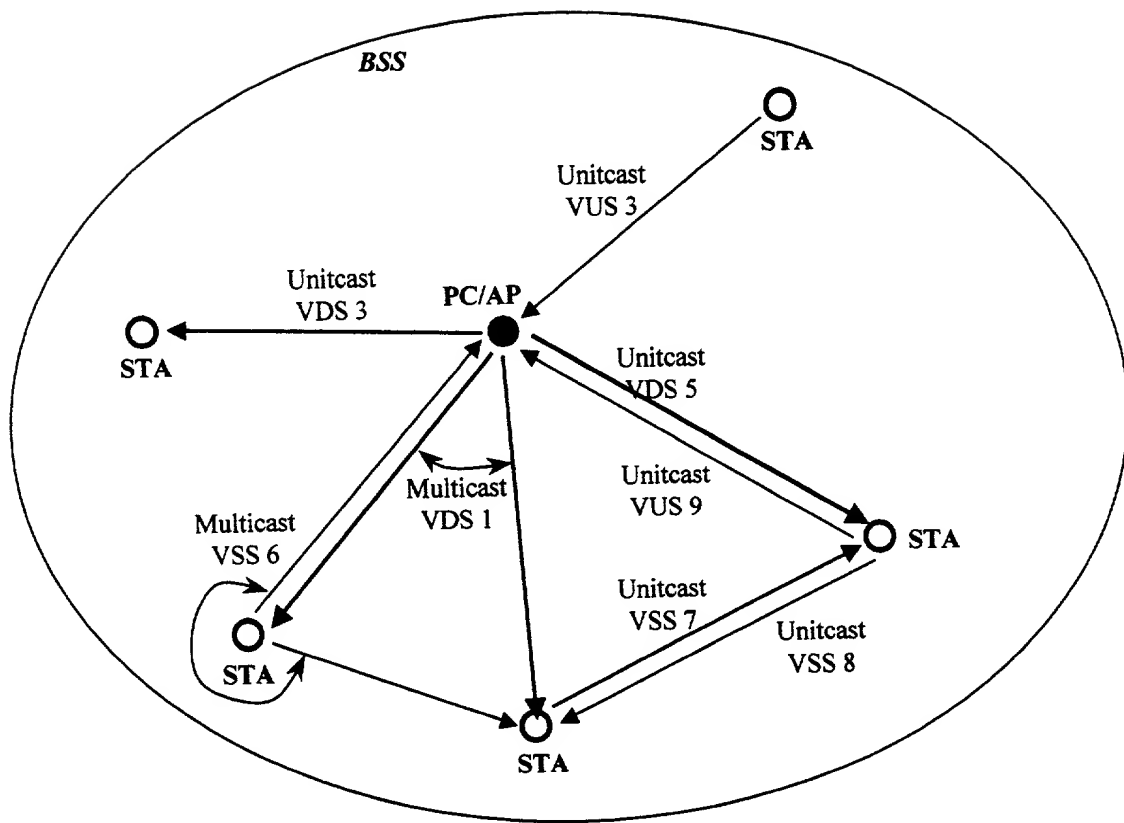 BSS
STA
Unitcast
VUS 3
Unitcast
VDS 3
PC/AP
STA
Unitcast
VDS 5
Multicast
VDS 1
Unitcast
VUS 9
Multicast
VSS 6
STA
Unitcast
VSS 7
Unitcast
VSS 8
STA
STA